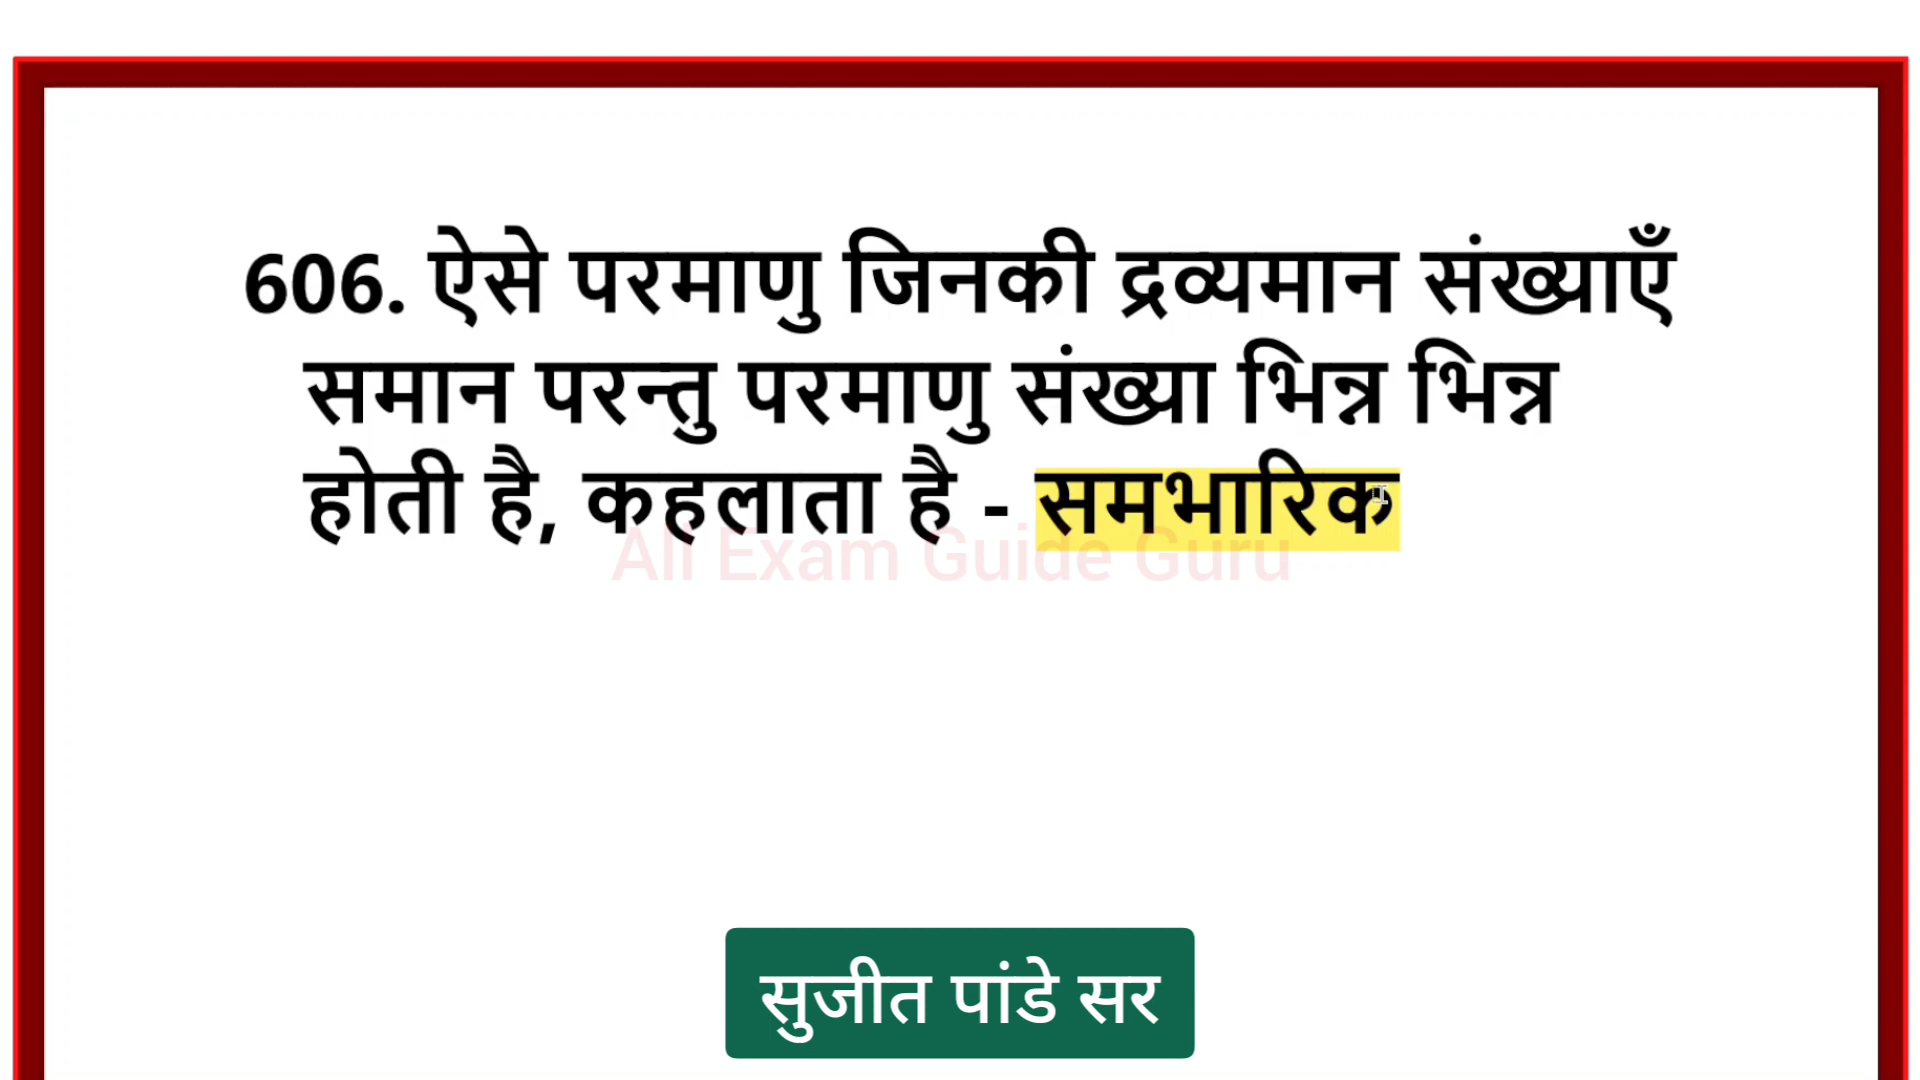 606. ऐसे परमाणु जिनकी द्रव्यमान संख्याएँ
समान परन्तु परमाणु संख्या भिन्न भिन्न
होती है, कहलाता है - समभारिक
All Exam Guide Guru
सुजीत पांडे सर